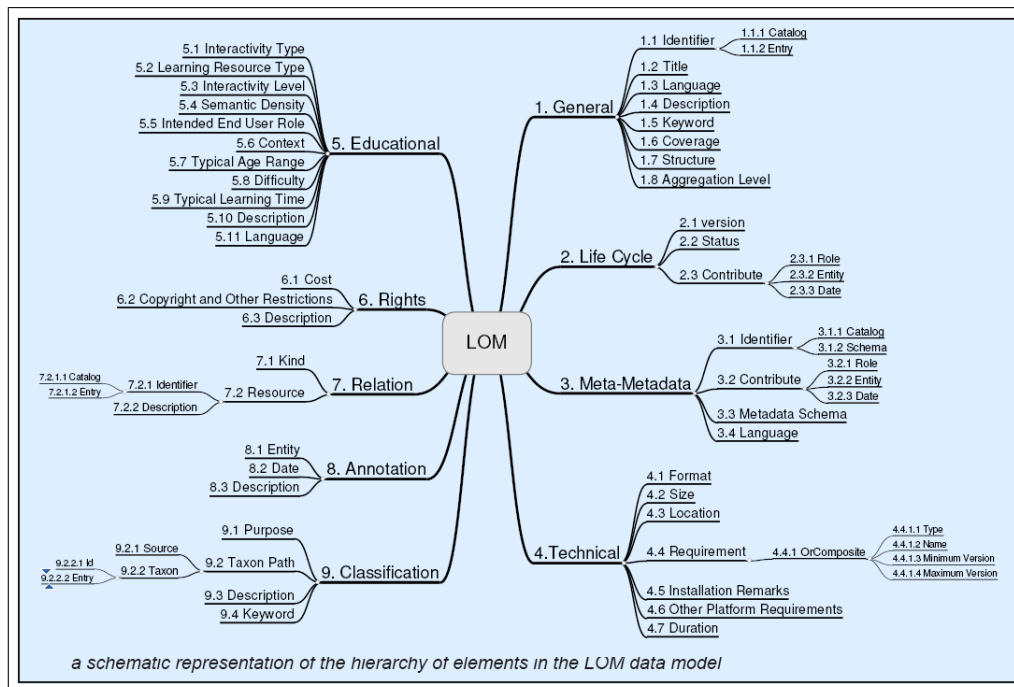 LOM
1. General
1.1 Identifier
1.1.1 Catalog
1.1.2 Entry
1.2 Title
1.3 Language
1.4 Description
1.5 Keyword
1.6 Coverage
1.7 Structure
1.8 Aggregation Level
2. Life Cycle
2.1 version
2.2 Status
2.3 Contribute
2.3.1 Role
2.3.2 Entity
2.3.3 Date
3. Meta-Metadata
3.1 Identifier
3.1.1 Catalog
3.1.2 Schema
3.2 Contribute
3.2.1 Role
3.2.2 Entity
3.2.3 Date
3.3 Metadata Schema
3.4 Language
4.Technical
4.1 Format
4.2 Size
4.3 Location
4.4 Requirement
4.4.1 OrComposite
4.4.1.1 Type
4.4.1.2 Name
4.4.1.3 Minimum Version
4.4.1.4 Maximum Version
4.5 Installation Remarks
4.6 Other Platform Requirements
4.7 Duration
5. Educational
5.1 Interactivity Type
5.2 Learning Resource Type
5.3 Interactivity Level
5.4 Semantic Density
5.5 Intended End User Role
5.6 Context
5.7 Typical Age Range
5.8 Difficulty
5.9 Typical Learning Time
5.10 Description
5.11 Language
6. Rights
6.1 Cost
6.2 Copyright and Other Restrictions
6.3 Description
7. Relation
7.1 Kind
7.2 Resource
7.2.1 Identifier
7.2.1.1 Catalog
7.2.1.2 Entry
7.2.2 Description
8. Annotation
8.1 Entity
8.2 Date
8.3 Description
9. Classification
9.1 Purpose
9.2 Taxon Path
9.2.1 Source
9.2.2 Taxon
9.2.2.1 Id
9.2.2.2 Entry
9.3 Description
9.4 Keyword
a schematic representation of the hierarchy of elements in the LOM data model